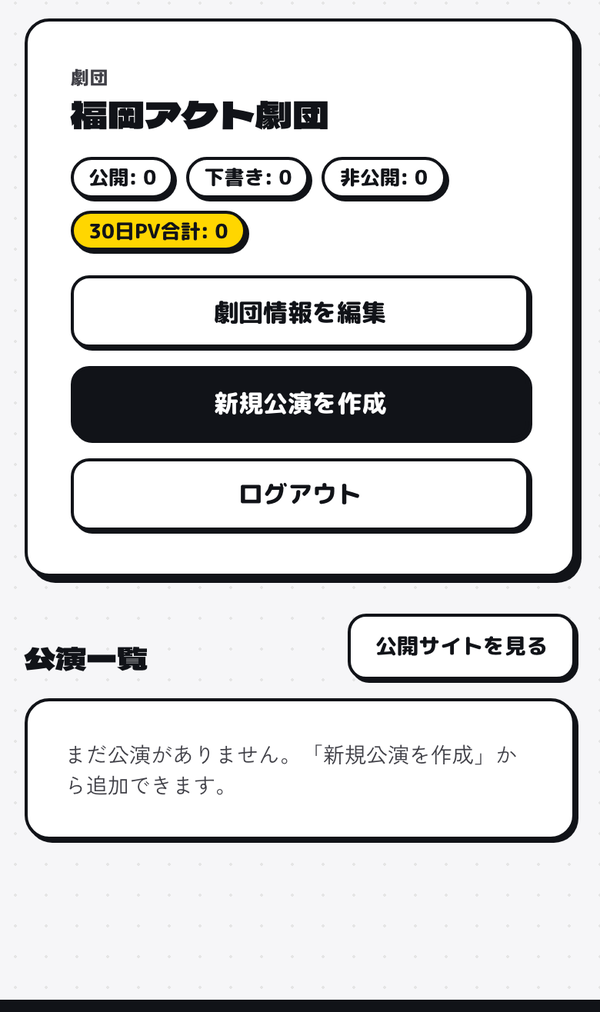 劇団
福岡アクト劇団
公開: 0 下書き: 0 非公開: 0
30日PV合計: 0
劇団情報を編集
新規公演を作成
ログアウト
公開サイトを見る
公演一覧
まだ公演がありません。「新規公演を作成」か
ら追加できます。